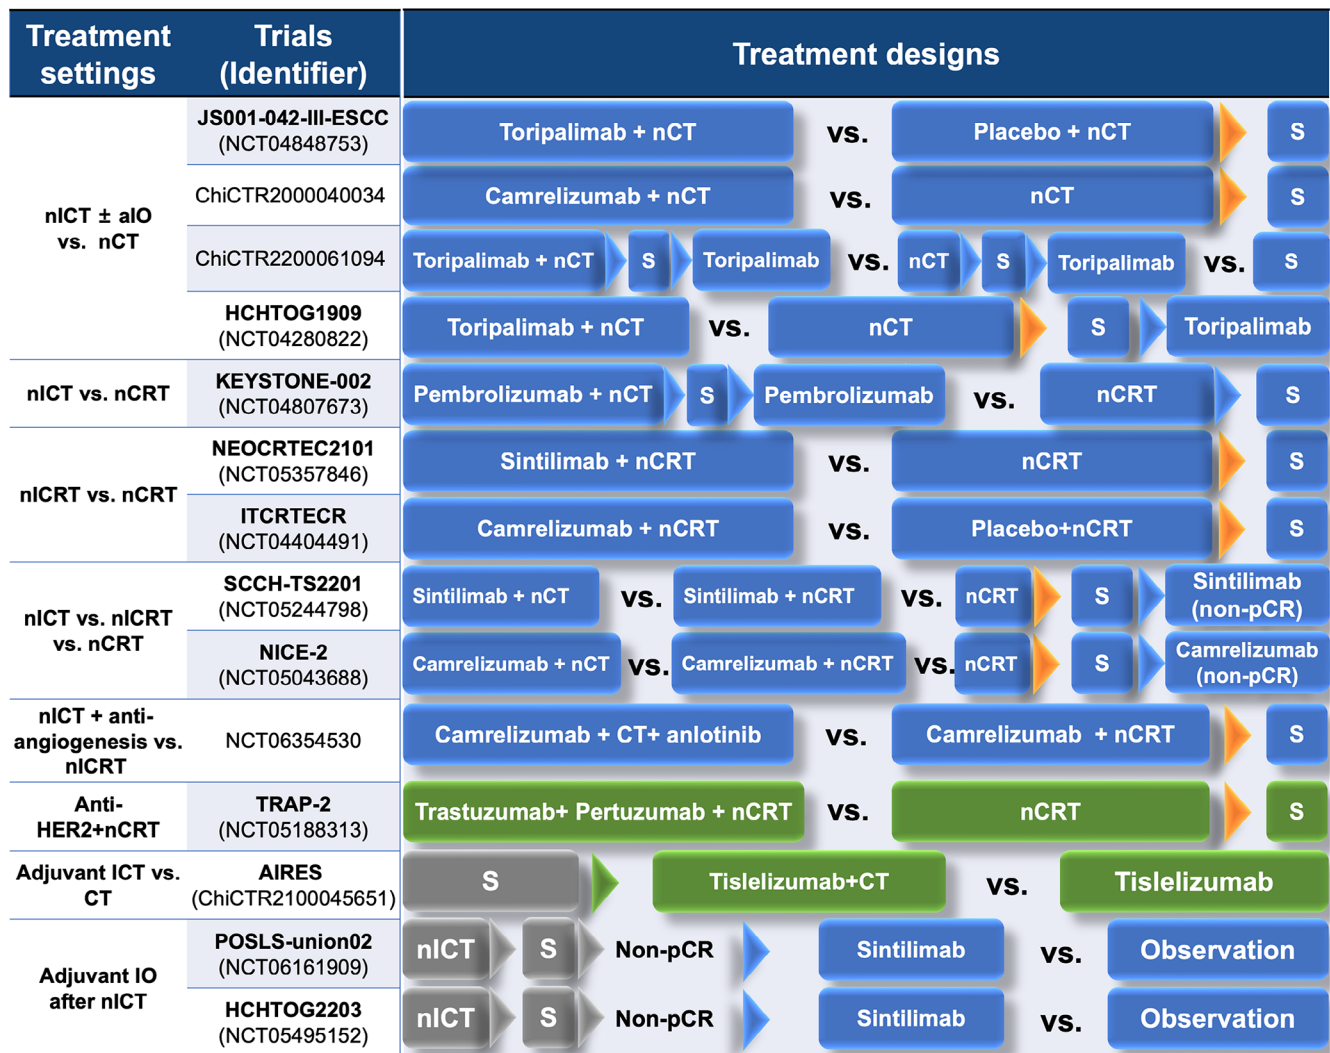 Treatment
settings
Trials
(Identifier)
Treatment designs
nICT ± aIO
vs. nCT
JS001-042-III-ESCC
(NCT04848753)
Toripalimab + nCT vs. Placebo + nCT S
ChiCTR2000040034
Camrelizumab + nCT vs. nCT S
ChiCTR2200061094
Toripalimab + nCT S Toripalimab vs. nCT S Toripalimab vs. S
HCHTOG1909
(NCT04280822)
Toripalimab + nCT vs. nCT S Toripalimab
nICT vs. nCRT
KEYSTONE-002
(NCT04807673)
Pembrolizumab + nCT S Pembrolizumab vs. nCRT S
nICRT vs. nCRT
NEOCRTEC2101
(NCT05357846)
Sintilimab + nCRT vs. nCRT S
ITCRTECR
(NCT04404491)
Camrelizumab + nCRT vs. Placebo+nCRT S
nICT vs. nICRT
vs. nCRT
SCCH-TS2201
(NCT05244798)
Sintilimab + nCT vs. Sintilimab + nCRT vs. nCRT S Sintilimab
(non-pCR)
NICE-2
(NCT05043688)
Camrelizumab + nCT vs. Camrelizumab + nCRT vs. nCRT S Camrelizumab
(non-pCR)
nICT + anti-
angiogenesis vs.
nICRT
NCT06354530
Camrelizumab + CT+ anlotinib vs. Camrelizumab + nCRT S
Anti-
HER2+nCRT
TRAP-2
(NCT05188313)
Trastuzumab+ Pertuzumab + nCRT vs. nCRT S
Adjuvant ICT vs.
CT
AIRES
(ChiCTR2100045651)
S Tislelizumab+CT vs. Tislelizumab
Adjuvant IO
after nICT
POSLS-union02
(NCT06161909)
nICT S Non-pCR Sintilimab vs. Observation
HCHTOG2203
(NCT05495152)
nICT S Non-pCR Sintilimab vs. Observation